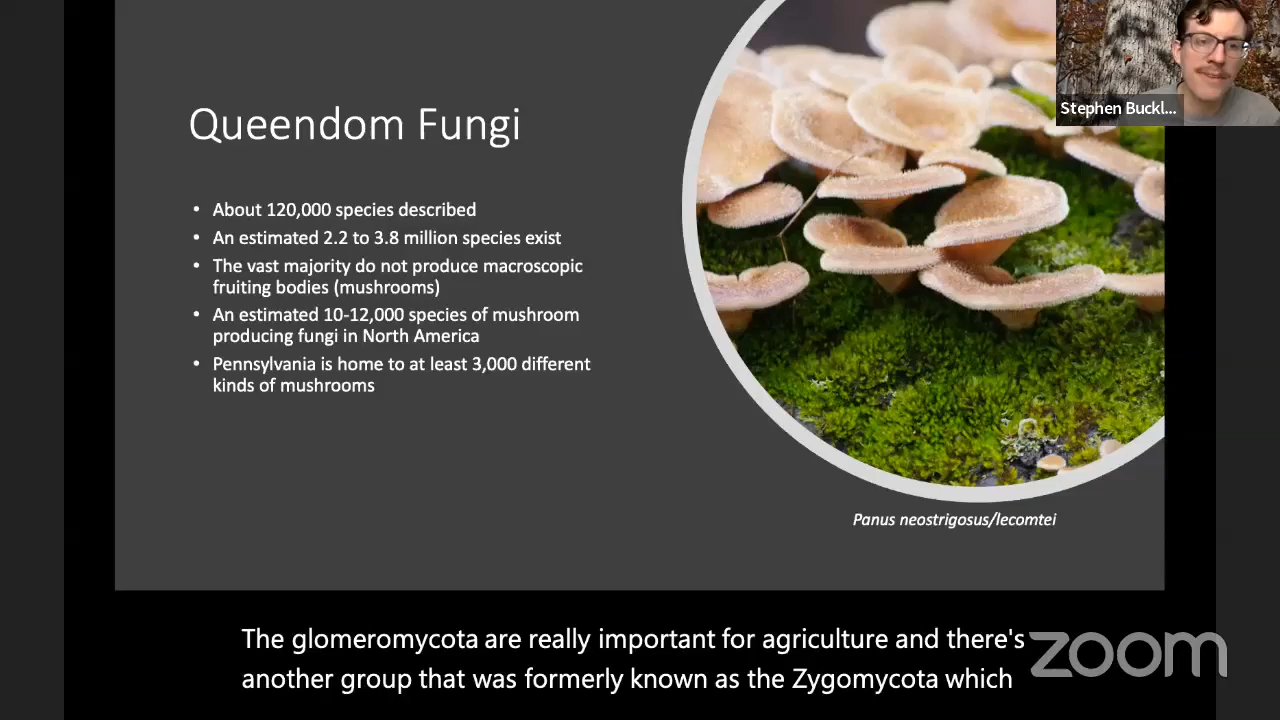 Stephen Buckl...
Queendom Fungi
• About 120,000 species described
• An estimated 2.2 to 3.8 million species exist
• The vast majority do not produce macroscopic
fruiting bodies (mushrooms)
• An estimated 10-12,000 species of mushroom
producing fungi in North America
• Pennsylvania is home to at least 3,000 different
kinds of mushrooms
Panus neostrigosus/lecomtei
The glomeromycota are really important for agriculture and there's
another group that was formerly known as the Zygomycota which
zoom